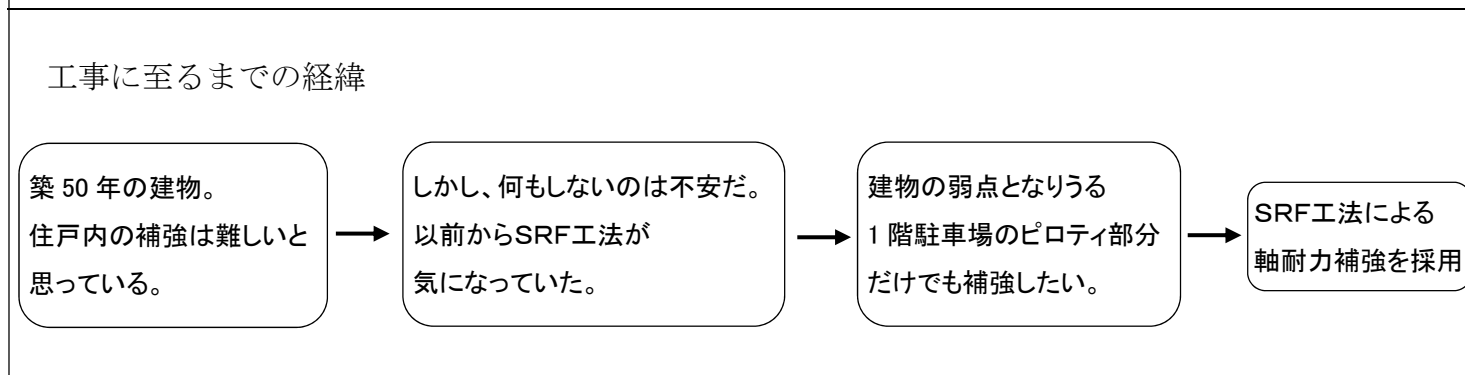 工事に至るまでの経緯
築 50 年の建物。
住戸内の補強は難しいと
思っている。
しかし、何もしないのは不安だ。
以前からSRF工法が
気になっていた。
建物の弱点となりうる
1 階駐車場のピロティ部分
だけでも補強したい。
SRF工法による
軸耐力補強を採用